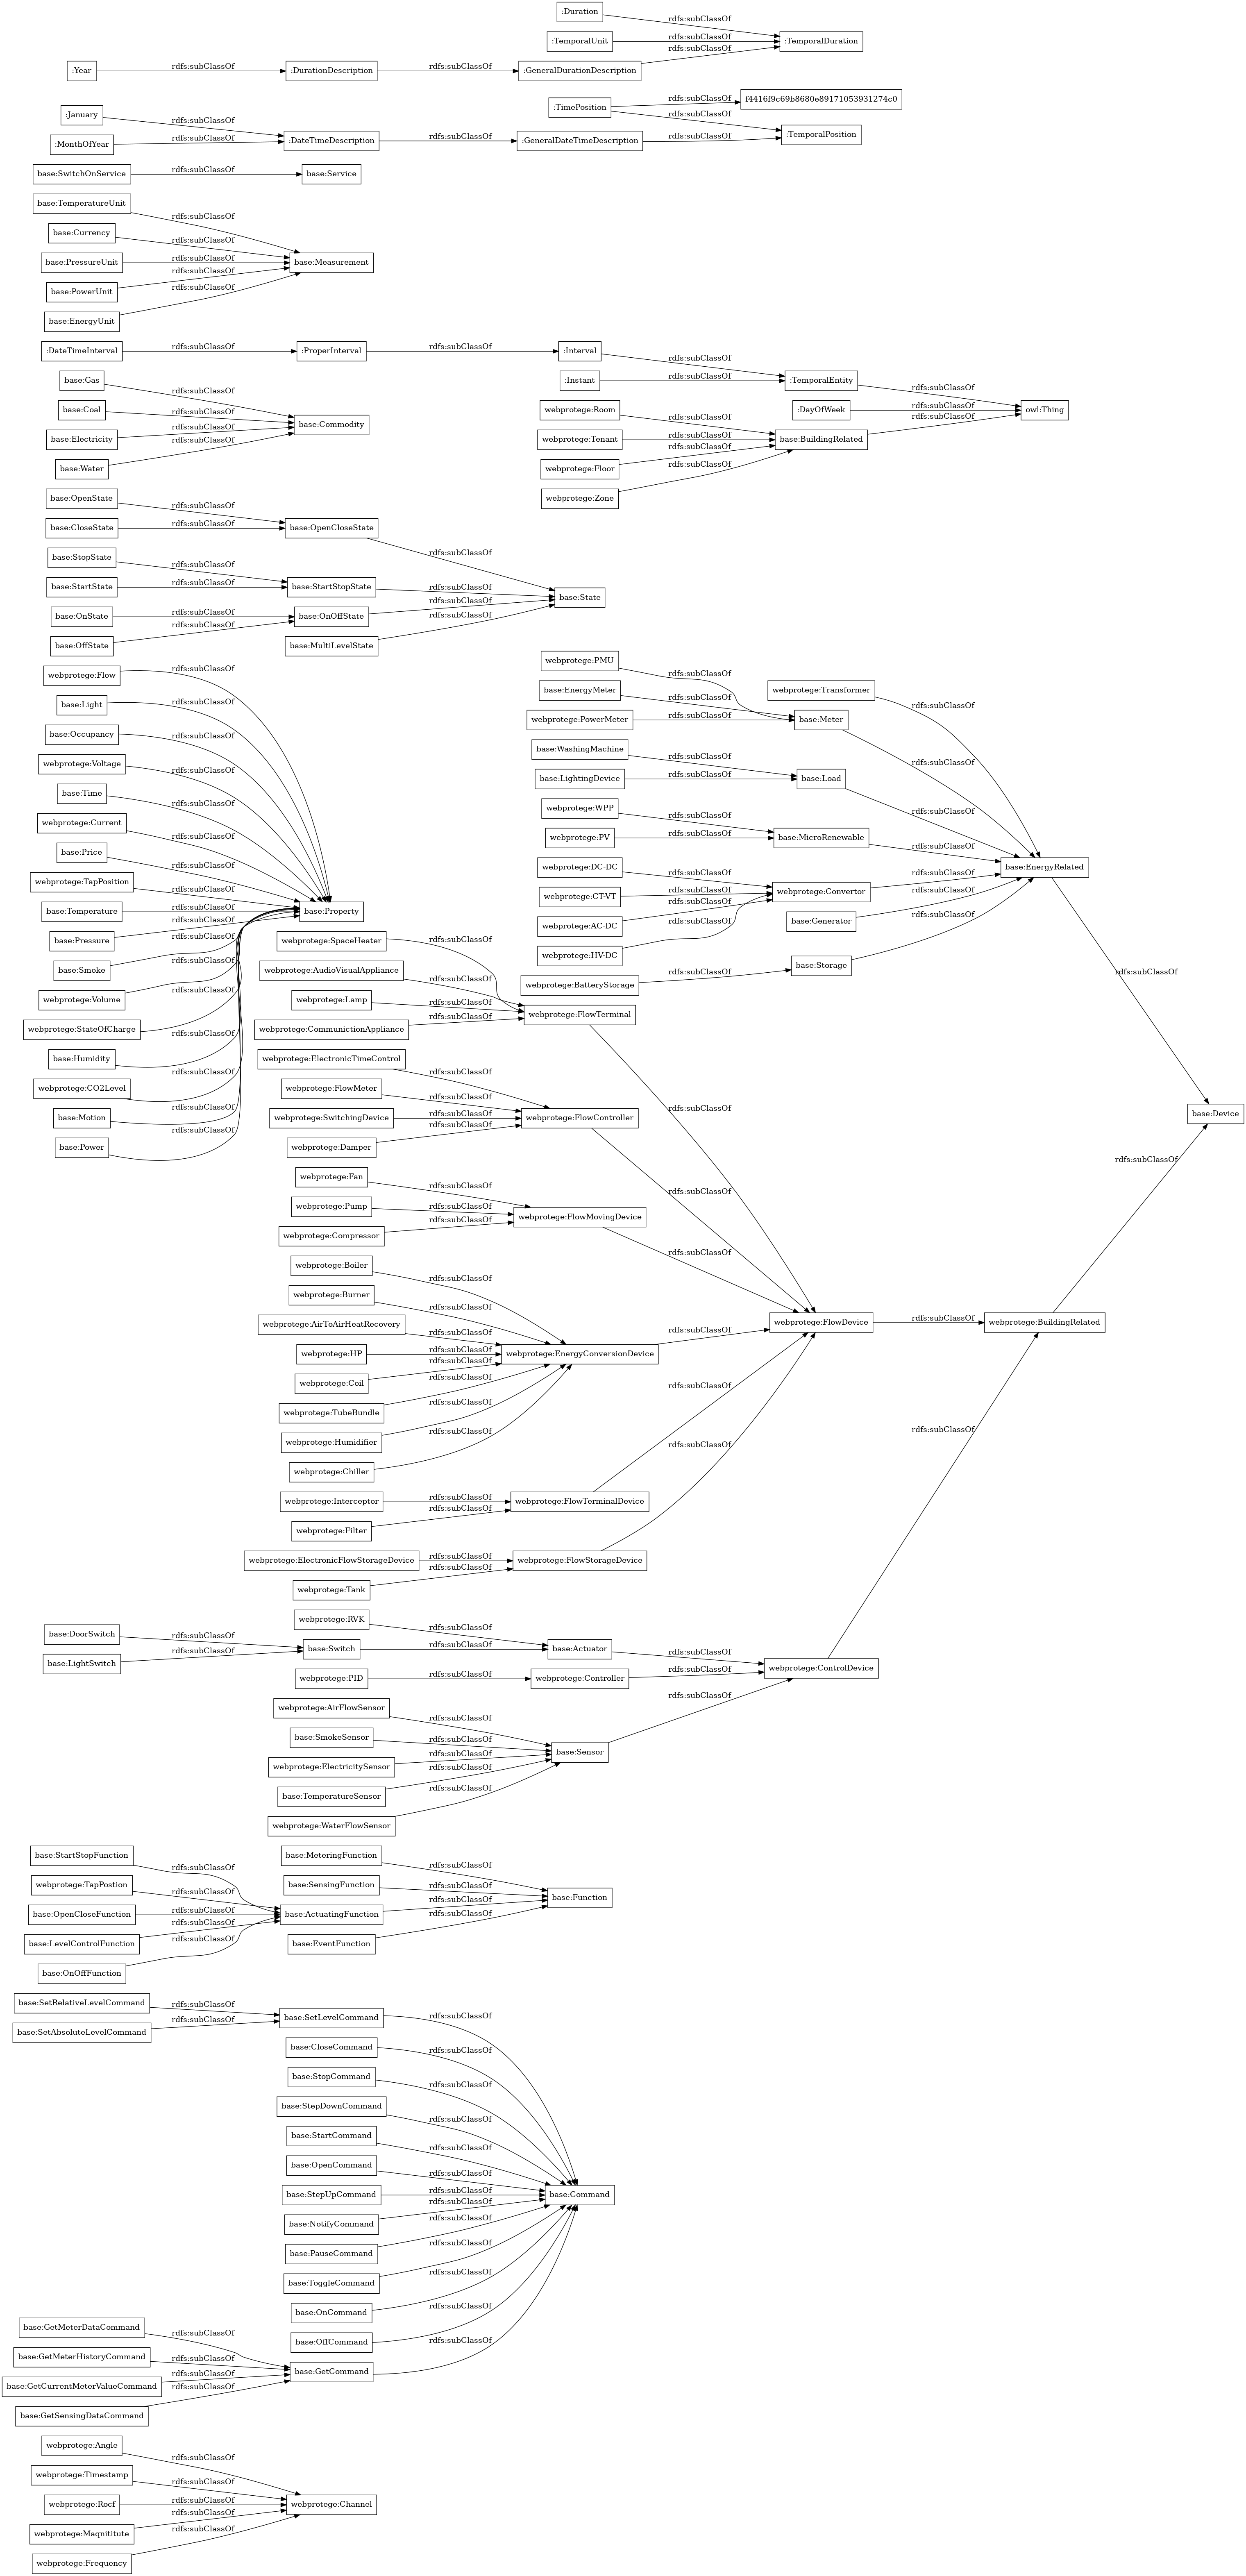 :Duration
rdfs:subClassOf
:TemporalUnit
rdfs:subClassOf
:TemporalDuration
rdfs:subClassOf
:Year
rdfs:subClassOf
:DurationDescription
rdfs:subClassOf
:GeneralDurationDescription
:TimePosition
rdfs:subClassOf
f4416f9c69b8680e89171053931274c0
:January
rdfs:subClassOf
rdfs:subClassOf
:MonthOfYear
rdfs:subClassOf
:DateTimeDescription
rdfs:subClassOf
:GeneralDateTimeDescription
rdfs:subClassOf
:TemporalPosition
base:SwitchOnService
rdfs:subClassOf
base:Service
base:TemperatureUnit
rdfs:subClassOf
base:Currency
rdfs:subClassOf
base:PressureUnit
rdfs:subClassOf
base:Measurement
base:PowerUnit
rdfs:subClassOf
base:EnergyUnit
rdfs:subClassOf
:DateTimeInterval
rdfs:subClassOf
:ProperInterval
rdfs:subClassOf
:Interval
rdfs:subClassOf
:Instant
rdfs:subClassOf
:TemporalEntity
rdfs:subClassOf
base:Gas
rdfs:subClassOf
base:Coal
rdfs:subClassOf
base:Electricity
rdfs:subClassOf
base:Water
rdfs:subClassOf
base:Commodity
:DayOfWeek
rdfs:subClassOf
owl:Thing
webprotege:Room
rdfs:subClassOf
webprotege:Tenant
rdfs:subClassOf
base:BuildingRelated
rdfs:subClassOf
webprotege:Floor
rdfs:subClassOf
webprotege:Zone
rdfs:subClassOf
base:OpenState
rdfs:subClassOf
base:CloseState
rdfs:subClassOf
base:OpenCloseState
rdfs:subClassOf
base:StopState
rdfs:subClassOf
base:StartState
rdfs:subClassOf
base:StartStopState
rdfs:subClassOf
base:State
base:OnState
rdfs:subClassOf
base:OnOffState
rdfs:subClassOf
base:OffState
rdfs:subClassOf
base:MultiLevelState
rdfs:subClassOf
webprotege:Flow
rdfs:subClassOf
base:Light
rdfs:subClassOf
base:Occupancy
rdfs:subClassOf
webprotege:Voltage
rdfs:subClassOf
base:Time
rdfs:subClassOf
webprotege:Current
rdfs:subClassOf
base:Price
rdfs:subClassOf
webprotege:TapPosition
rdfs:subClassOf
base:Temperature
rdfs:subClassOf
base:Property
base:Pressure
rdfs:subClassOf
base:Smoke
rdfs:subClassOf
webprotege:Volume
rdfs:subClassOf
webprotege:StateOfCharge
rdfs:subClassOf
base:Humidity
rdfs:subClassOf
webprotege:CO2Level
rdfs:subClassOf
base:Motion
rdfs:subClassOf
base:Power
rdfs:subClassOf
webprotege:PMU
rdfs:subClassOf
base:EnergyMeter
rdfs:subClassOf
webprotege:PowerMeter
rdfs:subClassOf
base:Meter
rdfs:subClassOf
webprotege:Transformer
rdfs:subClassOf
base:WashingMachine
rdfs:subClassOf
base:LightingDevice
rdfs:subClassOf
base:Load
rdfs:subClassOf
webprotege:WPP
rdfs:subClassOf
webprotege:PV
rdfs:subClassOf
base:MicroRenewable
rdfs:subClassOf
base:EnergyRelated
rdfs:subClassOf
webprotege:DC-DC
rdfs:subClassOf
webprotege:CT-VT
rdfs:subClassOf
webprotege:Convertor
rdfs:subClassOf
webprotege:AC-DC
rdfs:subClassOf
webprotege:HV-DC
rdfs:subClassOf
base:Generator
rdfs:subClassOf
webprotege:BatteryStorage
rdfs:subClassOf
base:Storage
rdfs:subClassOf
webprotege:SpaceHeater
rdfs:subClassOf
webprotege:AudioVisualAppliance
rdfs:subClassOf
webprotege:Lamp
rdfs:subClassOf
webprotege:CommunictionAppliance
rdfs:subClassOf
webprotege:FlowTerminal
rdfs:subClassOf
webprotege:ElectronicTimeControl
rdfs:subClassOf
webprotege:FlowMeter
rdfs:subClassOf
webprotege:SwitchingDevice
rdfs:subClassOf
webprotege:Damper
rdfs:subClassOf
webprotege:FlowController
rdfs:subClassOf
base:Device
webprotege:Fan
rdfs:subClassOf
webprotege:Pump
rdfs:subClassOf
webprotege:Compressor
rdfs:subClassOf
webprotege:FlowMovingDevice
rdfs:subClassOf
webprotege:Boiler
rdfs:subClassOf
webprotege:Burner
rdfs:subClassOf
webprotege:AirToAirHeatRecovery
rdfs:subClassOf
webprotege:HP
rdfs:subClassOf
webprotege:EnergyConversionDevice
rdfs:subClassOf
webprotege:Coil
rdfs:subClassOf
webprotege:TubeBundle
rdfs:subClassOf
webprotege:Humidifier
rdfs:subClassOf
webprotege:Chiller
rdfs:subClassOf
webprotege:FlowDevice
rdfs:subClassOf
webprotege:BuildingRelated
rdfs:subClassOf
webprotege:Interceptor
rdfs:subClassOf
webprotege:Filter
rdfs:subClassOf
webprotege:FlowTerminalDevice
rdfs:subClassOf
webprotege:ElectronicFlowStorageDevice
rdfs:subClassOf
webprotege:Tank
rdfs:subClassOf
webprotege:FlowStorageDevice
rdfs:subClassOf
base:DoorSwitch
rdfs:subClassOf
base:LightSwitch
rdfs:subClassOf
webprotege:RVK
rdfs:subClassOf
base:Switch
rdfs:subClassOf
base:Actuator
rdfs:subClassOf
webprotege:PID
rdfs:subClassOf
webprotege:Controller
rdfs:subClassOf
webprotege:ControlDevice
rdfs:subClassOf
webprotege:AirFlowSensor
rdfs:subClassOf
base:SmokeSensor
rdfs:subClassOf
webprotege:ElectricitySensor
rdfs:subClassOf
base:Sensor
rdfs:subClassOf
base:TemperatureSensor
rdfs:subClassOf
webprotege:WaterFlowSensor
rdfs:subClassOf
base:StartStopFunction
rdfs:subClassOf
webprotege:TapPostion
rdfs:subClassOf
base:OpenCloseFunction
rdfs:subClassOf
base:LevelControlFunction
rdfs:subClassOf
base:OnOffFunction
rdfs:subClassOf
base:MeteringFunction
rdfs:subClassOf
base:SensingFunction
rdfs:subClassOf
base:ActuatingFunction
rdfs:subClassOf
base:EventFunction
rdfs:subClassOf
base:Function
base:SetRelativeLevelCommand
rdfs:subClassOf
base:SetAbsoluteLevelCommand
rdfs:subClassOf
base:SetLevelCommand
rdfs:subClassOf
base:CloseCommand
rdfs:subClassOf
base:StopCommand
rdfs:subClassOf
base:StepDownCommand
rdfs:subClassOf
base:StartCommand
rdfs:subClassOf
base:OpenCommand
rdfs:subClassOf
base:StepUpCommand
rdfs:subClassOf
base:Command
base:NotifyCommand
rdfs:subClassOf
base:PauseCommand
rdfs:subClassOf
base:ToggleCommand
rdfs:subClassOf
base:OnCommand
rdfs:subClassOf
base:OffCommand
rdfs:subClassOf
base:GetMeterDataCommand
rdfs:subClassOf
base:GetMeterHistoryCommand
rdfs:subClassOf
base:GetCurrentMeterValueCommand
rdfs:subClassOf
base:GetSensingDataCommand
rdfs:subClassOf
base:GetCommand
rdfs:subClassOf
webprotege:Angle
rdfs:subClassOf
webprotege:Timestamp
rdfs:subClassOf
webprotege:Rocf
rdfs:subClassOf
webprotege:Channel
webprotege:Maqnititute
rdfs:subClassOf
webprotege:Frequency
rdfs:subClassOf